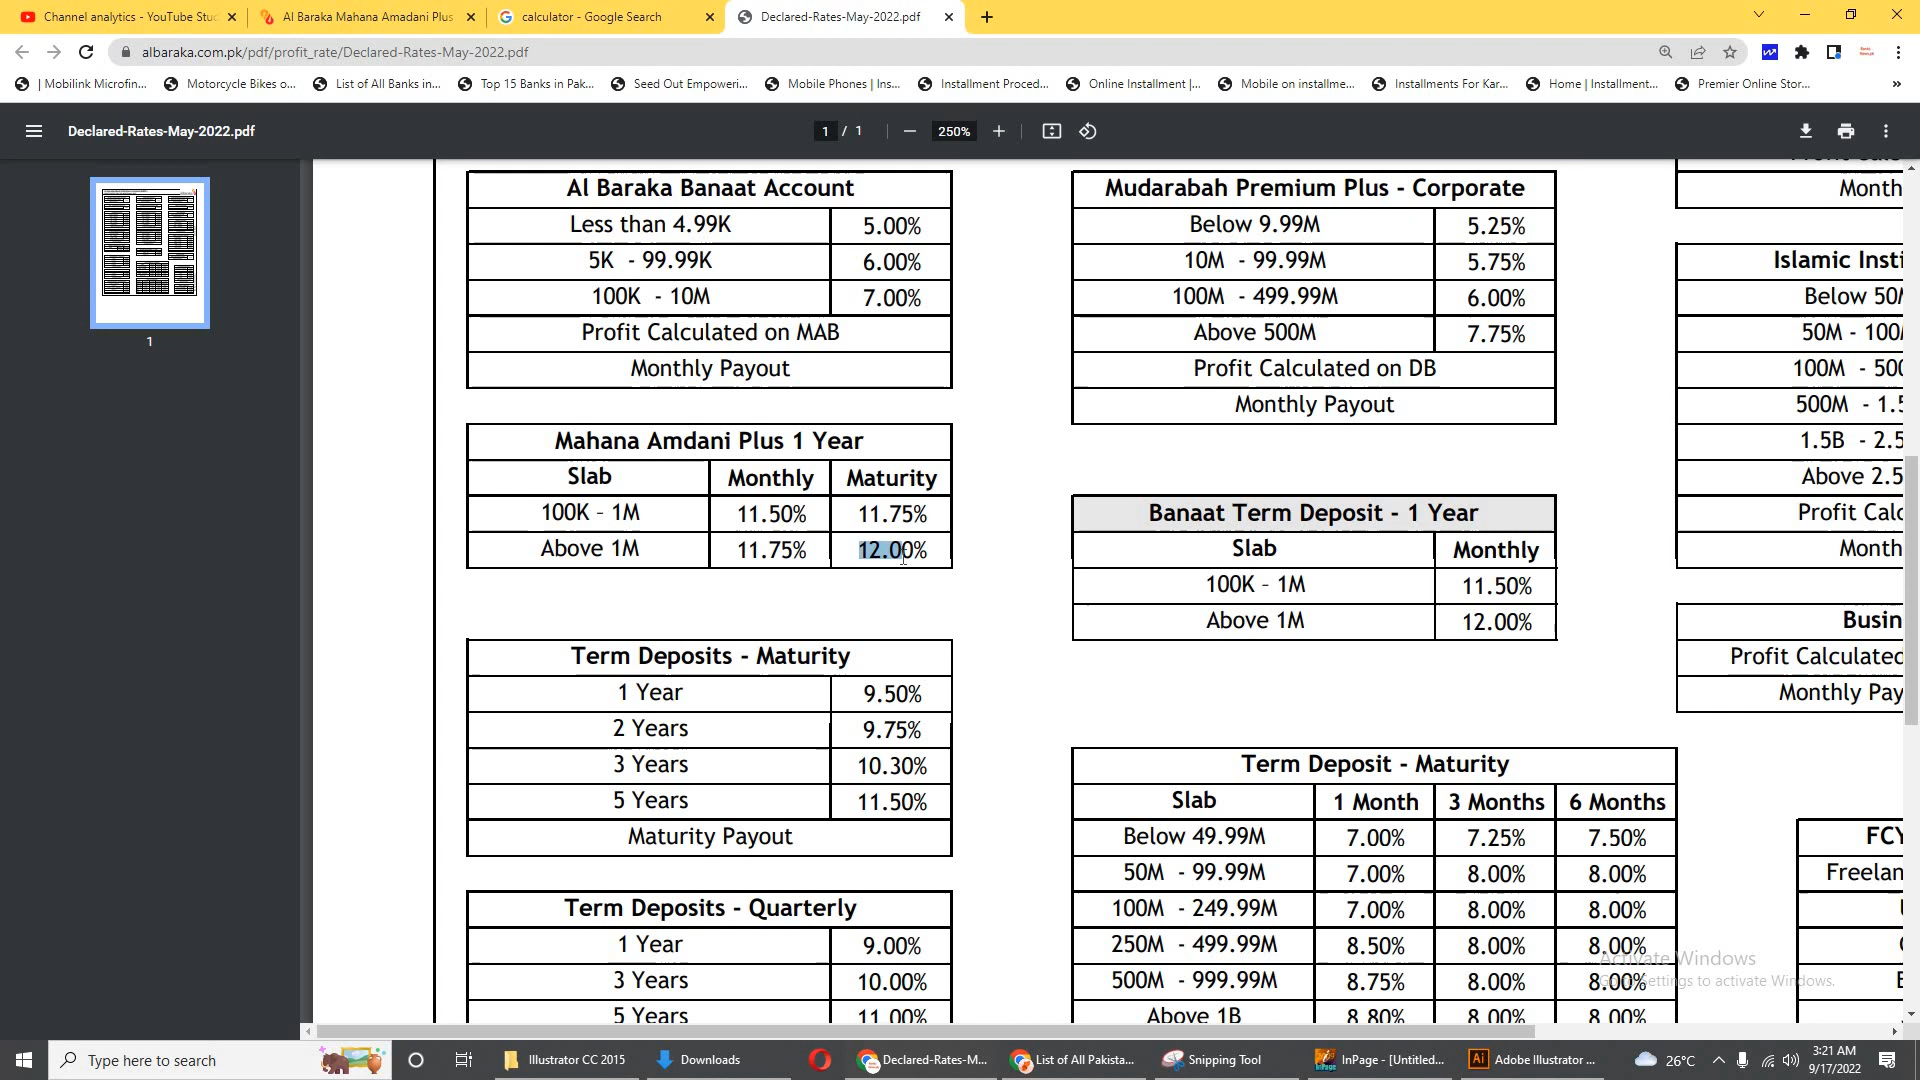 Channel analytics - YouTube Stu
Al Baraka Mahana Amadani Plus
calculator - Google Search
Declared-Rates-May-2022.pdf
albaraka.com.pk/pdf/profit_rate/Declared-Rates-May-2022.pdf
| Mobilink Microfin...
Motorcycle Bikes o...
List of All Banks in...
Top 15 Banks in Pak...
Seed Out Empoweri...
Mobile Phones | Ins...
Installment Proced...
Online Installment |...
Mobile on installme...
Installments For Kar...
Home | Installment...
Premier Online Stor...
Declared-Rates-May-2022.pdf
1 / 1
250%
1
Al Baraka Banaat Account
Less than 4.99K 5.00%
5K - 99.99K 6.00%
100K - 10M 7.00%
Profit Calculated on MAB
Monthly Payout
Mahana Amdani Plus 1 Year
Slab Monthly Maturity
100K - 1M 11.50% 11.75%
Above 1M 11.75% 12.00%
Term Deposits - Maturity
1 Year 9.50%
2 Years 9.75%
3 Years 10.30%
5 Years 11.50%
Maturity Payout
Term Deposits - Quarterly
1 Year 9.00%
3 Years 10.00%
5 Years 11.00%
Mudarabah Premium Plus - Corporate
Below 9.99M 5.25%
10M - 99.99M 5.75%
100M - 499.99M 6.00%
Above 500M 7.75%
Profit Calculated on DB
Monthly Payout
Banaat Term Deposit - 1 Year
Slab Monthly
100K - 1M 11.50%
Above 1M 12.00%
Term Deposit - Maturity
Slab 1 Month 3 Months 6 Months
Below 49.99M 7.00% 7.25% 7.50%
50M - 99.99M 7.00% 8.00% 8.00%
100M - 249.99M 7.00% 8.00% 8.00%
250M - 499.99M 8.50% 8.00% 8.00%
500M - 999.99M 8.75% 8.00% 8.00%
Above 1B 8.80% 8.00% 8.00%
Month
Islamic Insti
Below 50M
50M - 100
100M - 500
500M - 1.5
1.5B - 2.5
Above 2.5
Profit Calc
Month
Busin
Profit Calculated
Monthly Pay
FCY
Freelan
Activate Windows
Go to Settings to activate Windows.
Type here to search
Illustrator CC 2015
Downloads
Declared-Rates-M...
List of All Pakista...
Snipping Tool
InPage - [Untitled...
Adobe Illustrator ...
26°C
3:21 AM
9/17/2022